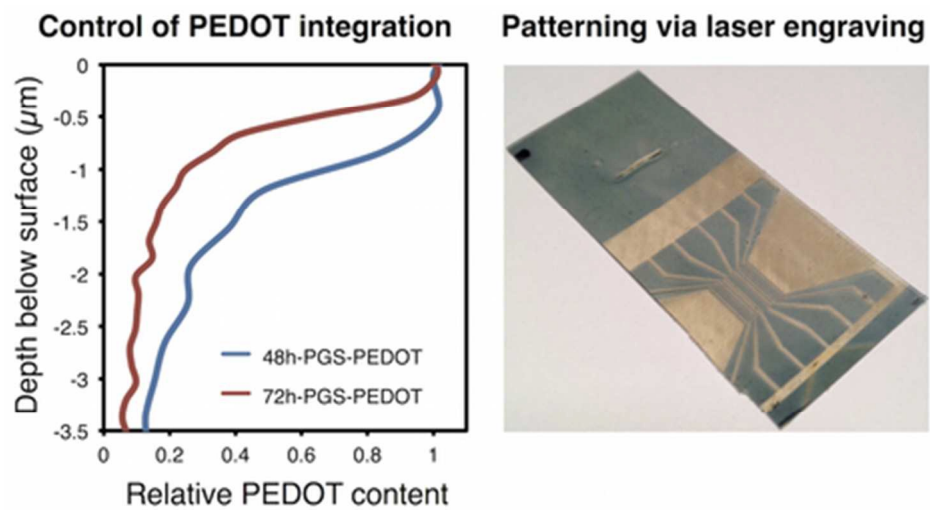 Control of PEDOT integration
Patterning via laser engraving
Depth below surface (µm)
0
-0.5
-1
-1.5
-2
-2.5
-3
-3.5
48h-PGS-PEDOT
72h-PGS-PEDOT
0 0.2 0.4 0.6 0.8 1
Relative PEDOT content